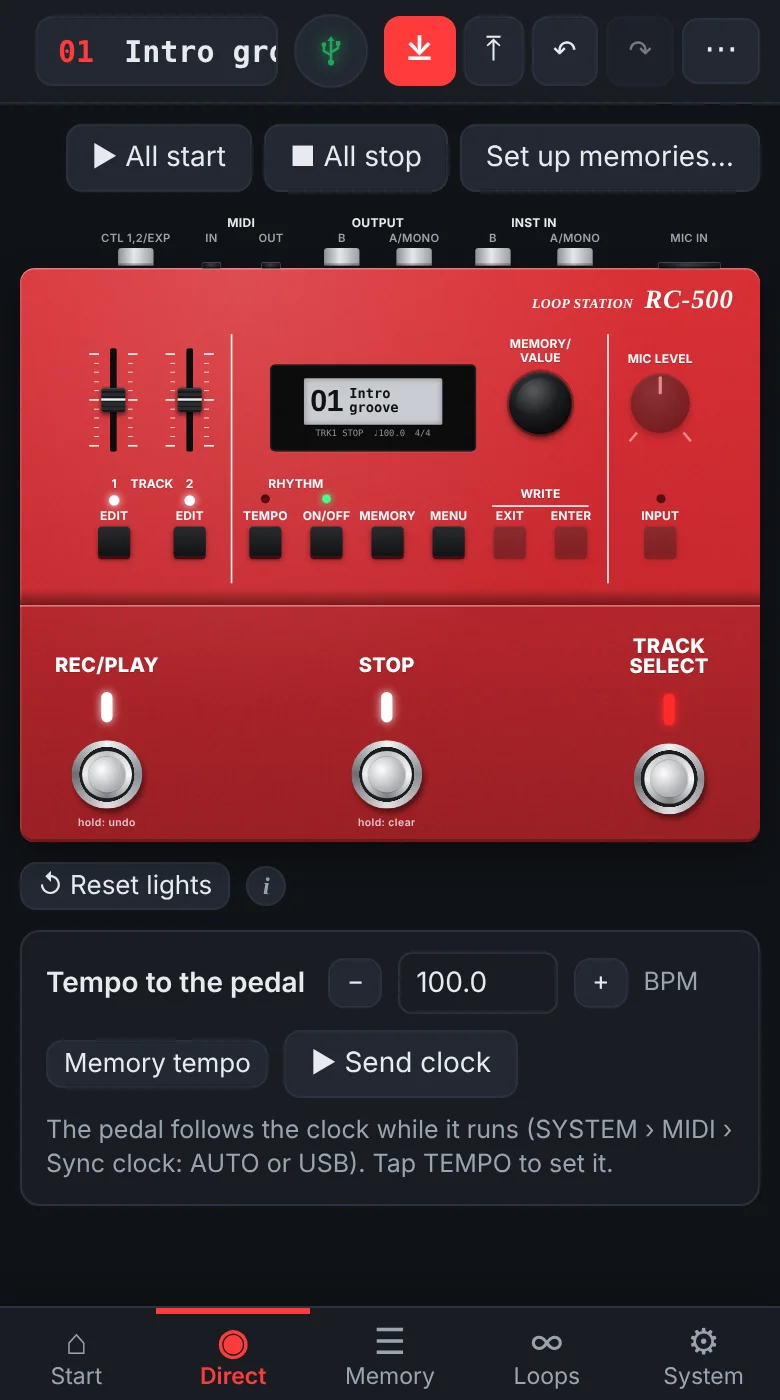 01 Intro gro
▶ All start
■ All stop
Set up memories...
MIDI OUTPUT INST IN
CTL 1,2/EXP IN OUT B A/MONO B A/MONO MIC IN
LOOP STATION RC-500
MEMORY/
VALUE
MIC LEVEL
01 Intro
groove
TRK1 STOP ♩100.0 4/4
1 TRACK 2
RHYTHM
WRITE
EDIT EDIT TEMPO ON/OFF MEMORY MENU EXIT ENTER INPUT
REC/PLAY
STOP
TRACK
SELECT
hold: undo
hold: clear
Reset lights
i
Tempo to the pedal − 100.0 + BPM
Memory tempo ▶ Send clock
The pedal follows the clock while it runs (SYSTEM › MIDI ›
Sync clock: AUTO or USB). Tap TEMPO to set it.
Start Direct Memory Loops System